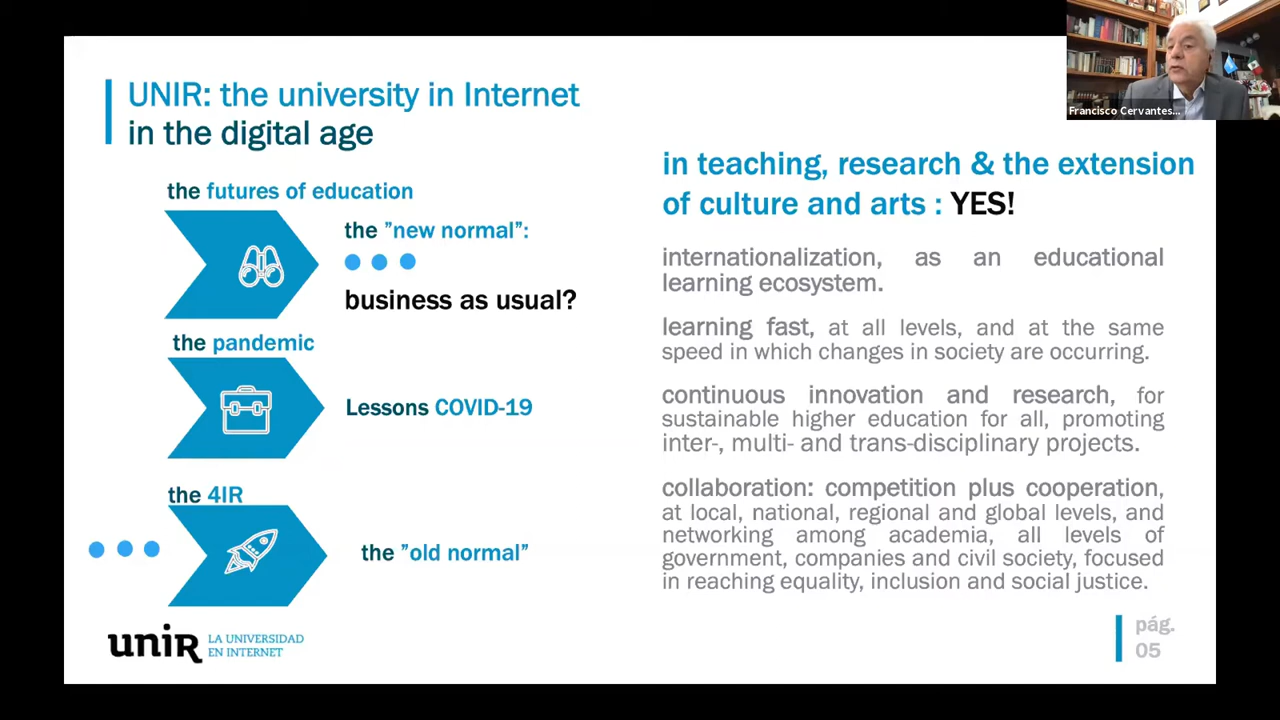 UNIR: the university in Internet
in the digital age
the futures of education
the ”new normal”:
business as usual?
the pandemic
Lessons COVID-19
the 4IR
the ”old normal”
unir LA UNIVERSIDAD
EN INTERNET
Francisco Cervantes...
in teaching, research & the extension
of culture and arts : YES!
internationalization, as an educational
learning ecosystem.
learning fast, at all levels, and at the same
speed in which changes in society are occurring.
continuous innovation and research, for
sustainable higher education for all, promoting
inter-, multi- and trans-disciplinary projects.
collaboration: competition plus cooperation,
at local, national, regional and global levels, and
networking among academia, all levels of
government, companies and civil society, focused
in reaching equality, inclusion and social justice.
pág.
05